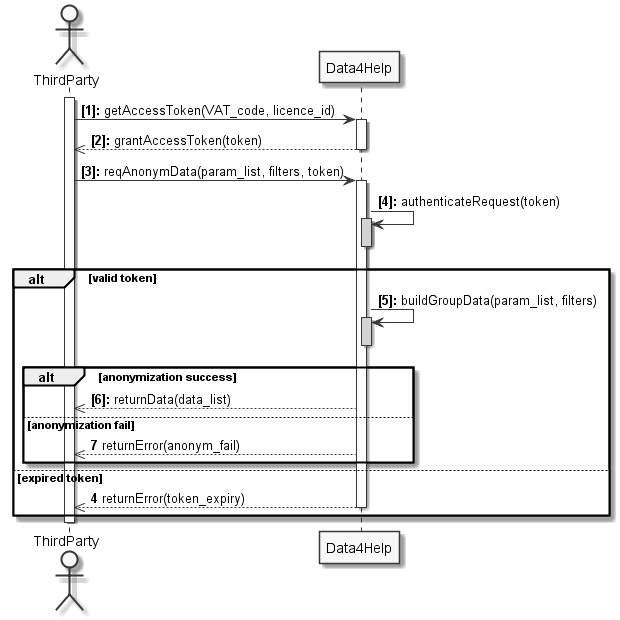 ThirdParty
Data4Help
[1]: getAccessToken(VAT_code, licence_id)
[2]: grantAccessToken(token)
[3]: reqAnonymData(param_list, filters, token)
[4]: authenticateRequest(token)
alt [valid token]
[5]: buildGroupData(param_list, filters)
alt [anonymization success]
[6]: returnData(data_list)
[anonymization fail]
7 returnError(anonym_fail)
[expired token]
4 returnError(token_expiry)
ThirdParty
Data4Help